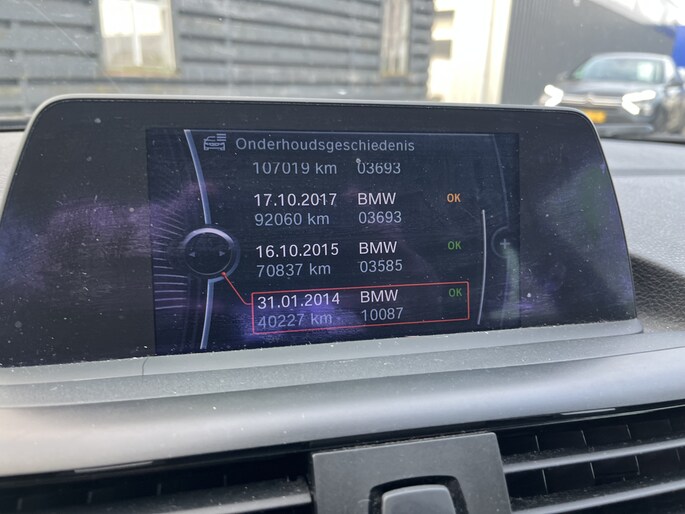 Onderhoudsgeschiedenis
107019 km 03693
17.10.2017 BMW OK
92060 km 03693
16.10.2015 BMW OK
70837 km 03585
31.01.2014 BMW OK
40227 km 10087